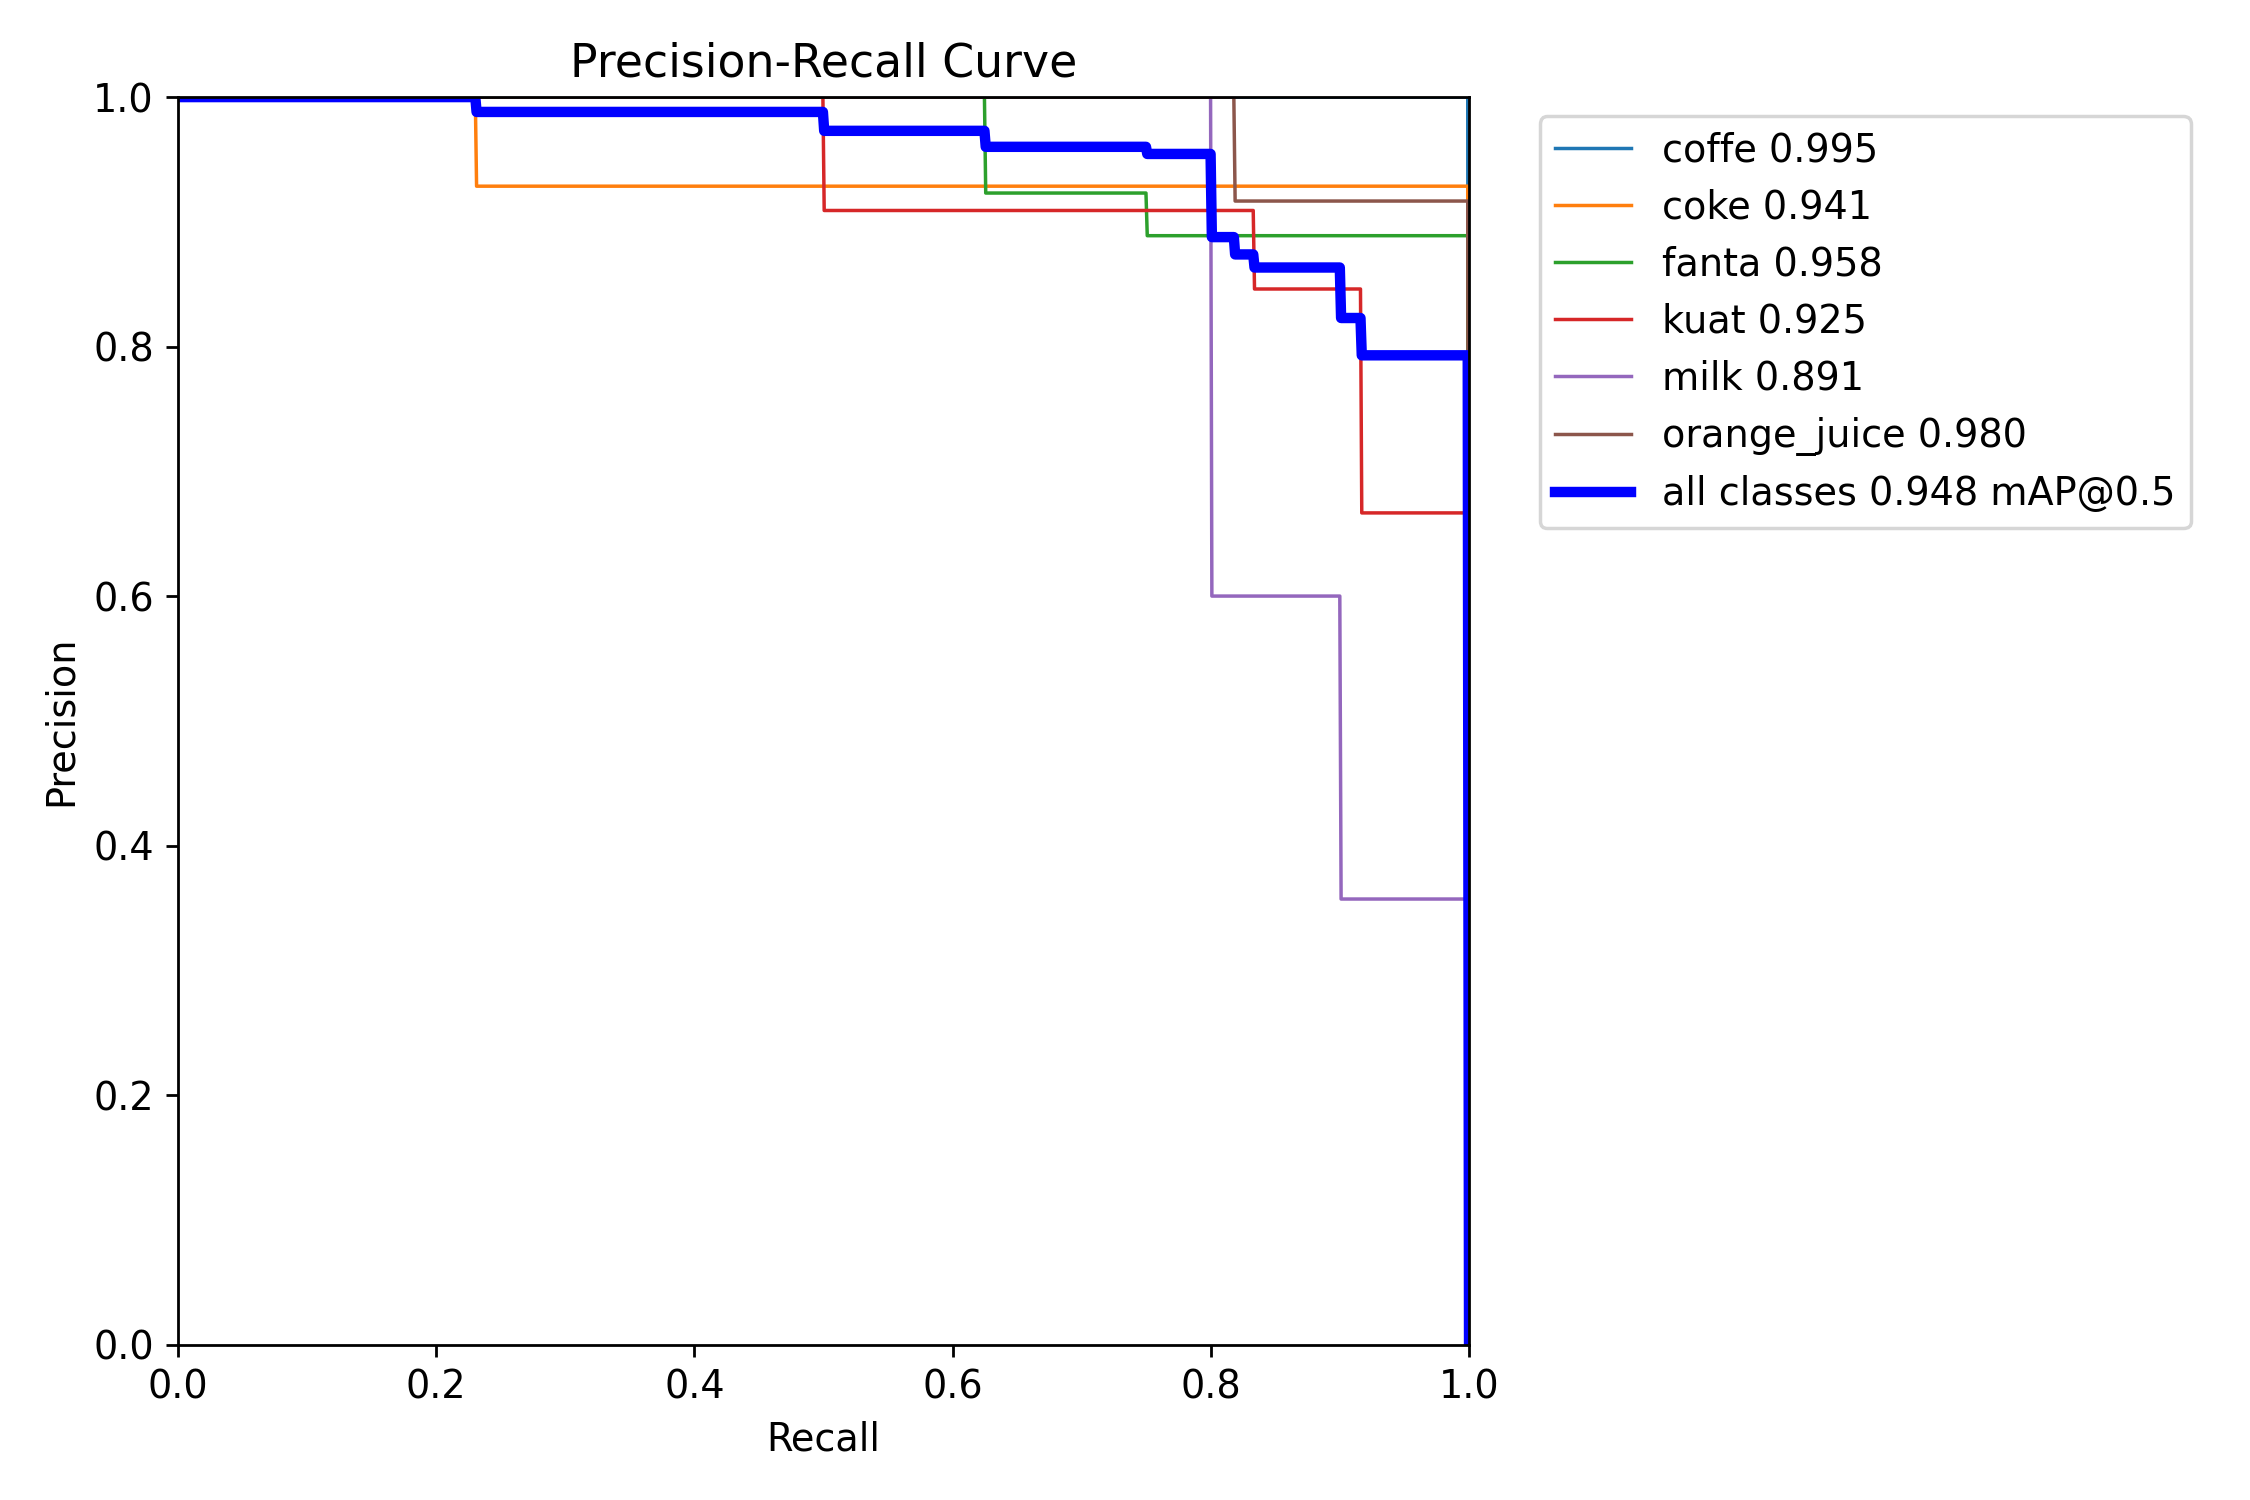 Precision-Recall Curve
1.0
0.8
0.6
0.4
0.2
0.0
Precision
0.0 0.2 0.4 0.6 0.8 1.0
Recall
coffe 0.995
coke 0.941
fanta 0.958
kuat 0.925
milk 0.891
orange_juice 0.980
all classes 0.948 mAP@0.5